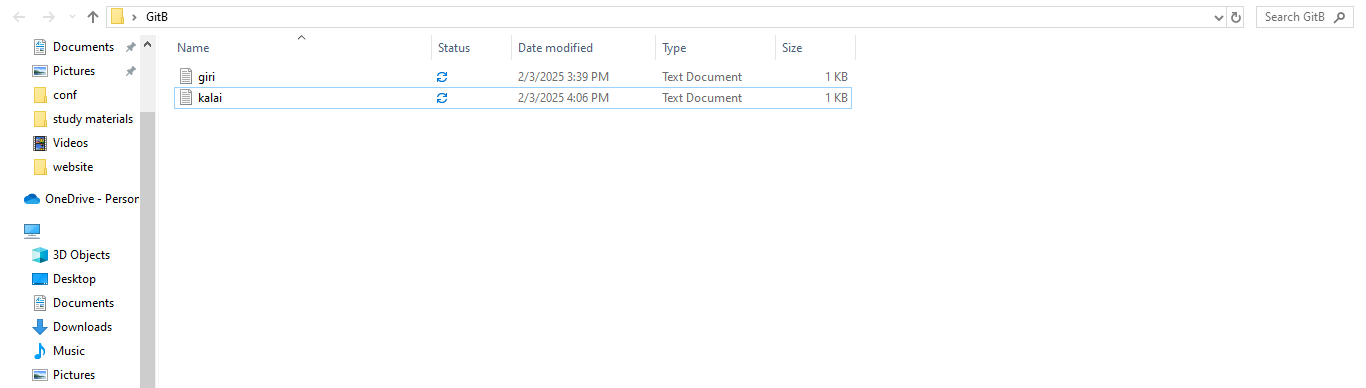 GitB
Search GitB
Documents
Pictures
conf
study materials
Videos
website
OneDrive - Person
3D Objects
Desktop
Documents
Downloads
Music
Pictures
Name Status Date modified Type Size
giri 2/3/2025 3:39 PM Text Document 1 KB
kalai 2/3/2025 4:06 PM Text Document 1 KB